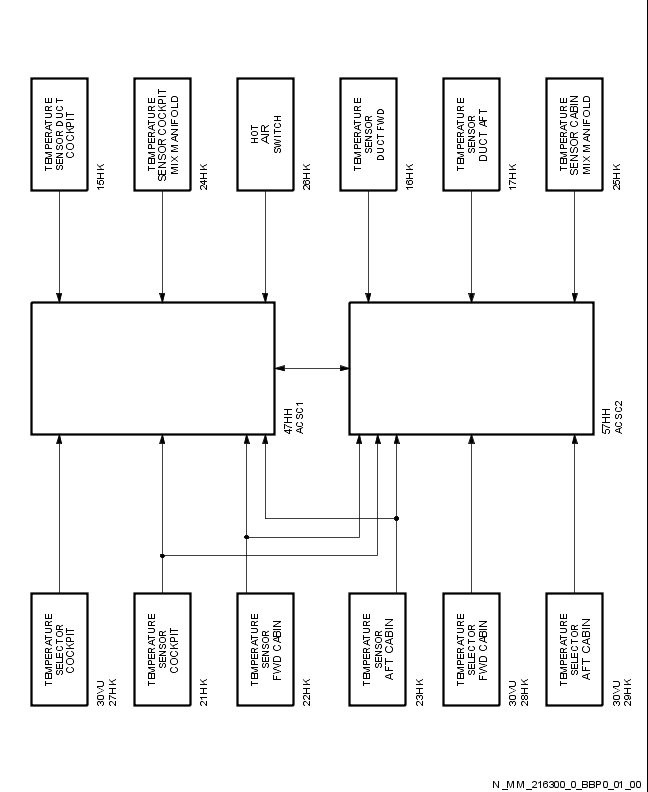 TEMPERATURE
SENSOR DUCT
COCKPIT
15HK
TEMPERATURE
SENSOR COCKPIT
MIX MANIFOLD
24HK
HOT
AIR
SWITCH
26HK
TEMPERATURE
SENSOR
DUCT FWD
16HK
TEMPERATURE
SENSOR
DUCT AFT
17HK
TEMPERATURE
SENSOR CABIN
MIX MANIFOLD
25HK
47HH
ACSC1
57HH
ACSC2
TEMPERATURE
SELECTOR
COCKPIT
30VU
27HK
TEMPERATURE
SENSOR
COCKPIT
21HK
TEMPERATURE
SENSOR
FWD CABIN
22HK
TEMPERATURE
SENSOR
AFT CABIN
23HK
TEMPERATURE
SELECTOR
FWD CABIN
30VU
28HK
TEMPERATURE
SELECTOR
AFT CABIN
30VU
29HK
N_MM_216300_0_BBP0_01_00